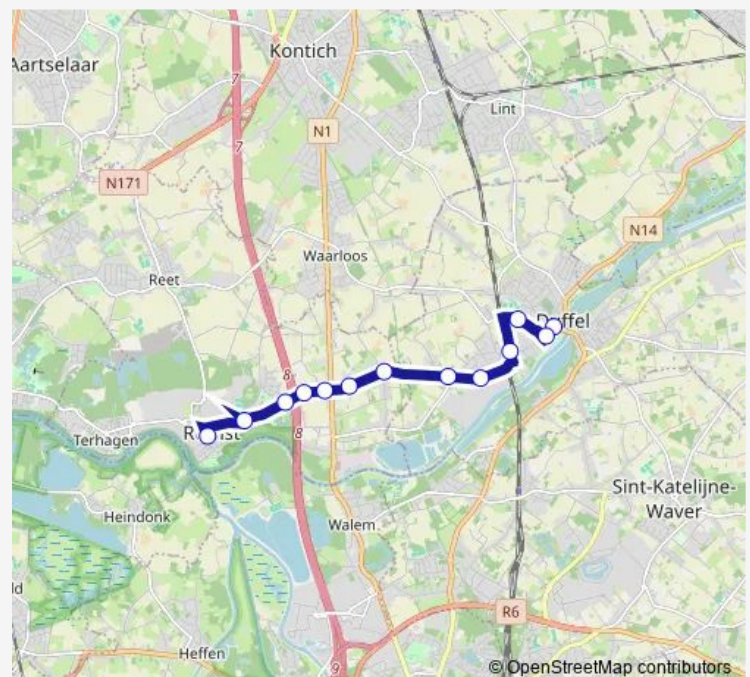 Kontich
Aartselaar
7
Lint
N1
7
N171
N14
Waarloos
Reet
8
Terhagen
8
Sint-Katelijne-
Waver
Heindonk
Walem
R6
Heffen
9
© OpenStreetMap contributors